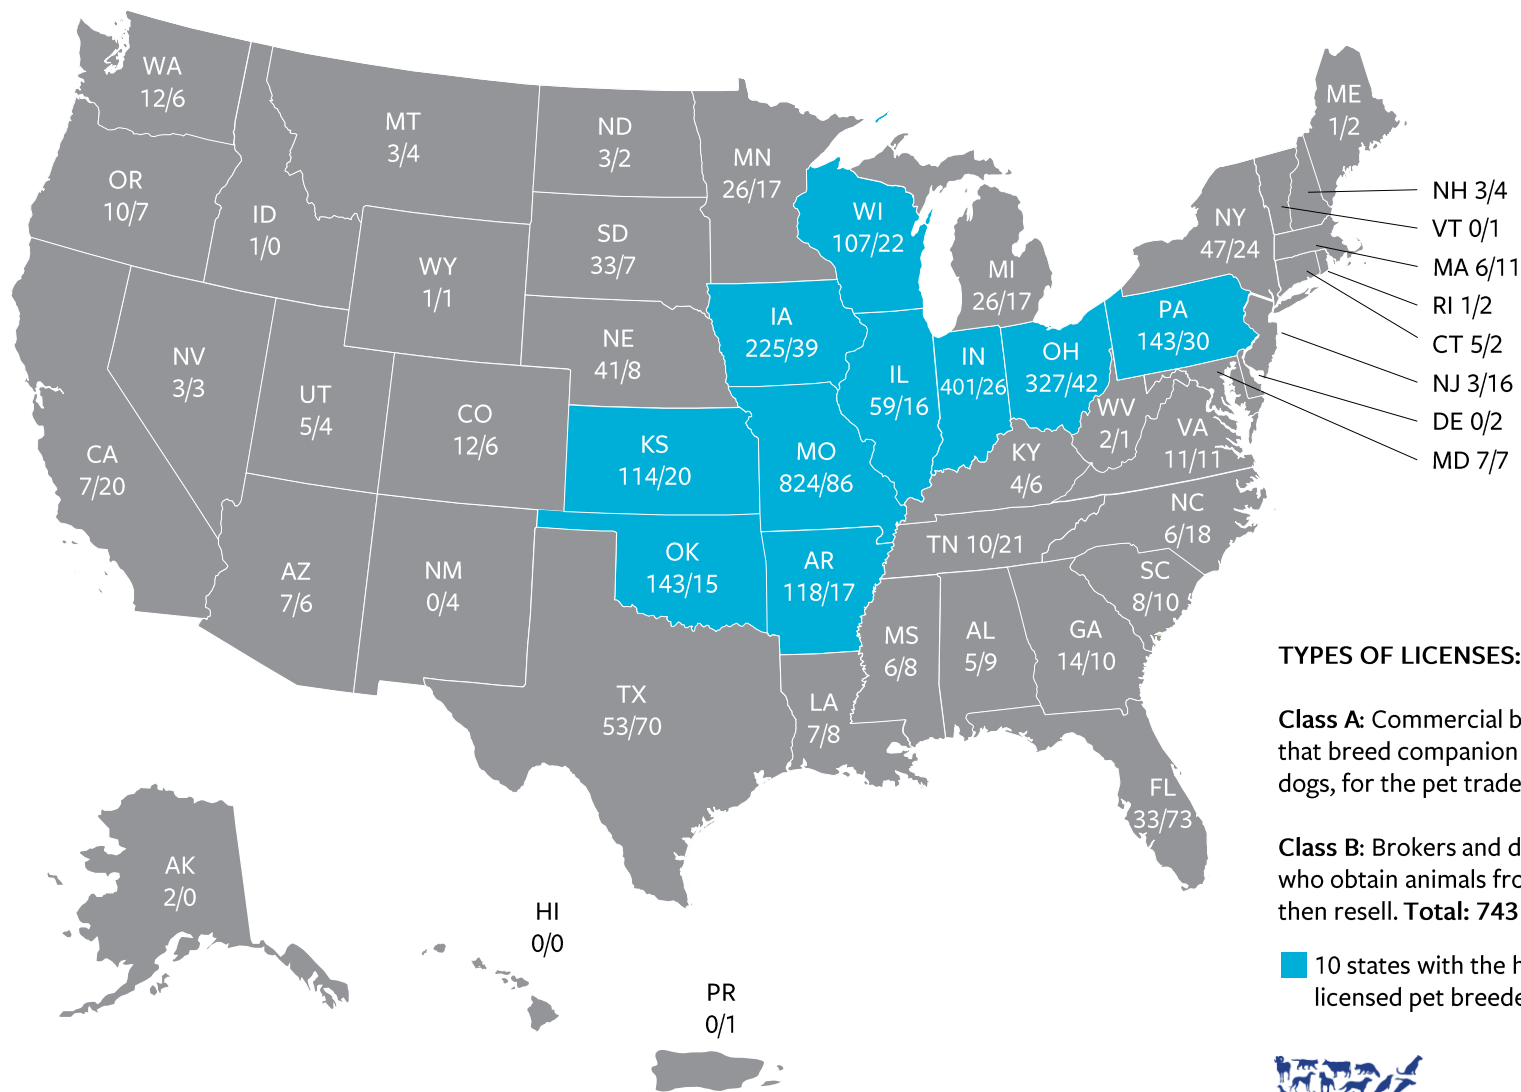 WA
12/6
MT
3/4
ND
3/2
MN
26/17
ME
1/2
OR
10/7
ID
1/0
WY
1/1
SD
33/7
WI
107/22
MI
26/17
NY
47/24
NH 3/4
VT 0/1
MA 6/11
RI 1/2
CT 5/2
NJ 3/16
DE 0/2
MD 7/7
NV
3/3
UT
5/4
CO
12/6
NE
41/8
IA
225/39
IL
59/16
IN
401/26
OH
327/42
PA
143/30
WV
2/1
VA
11/11
CA
7/20
KS
114/20
MO
824/86
KY
4/6
NC
6/18
TN 10/21
AZ
7/6
NM
0/4
OK
143/15
AR
118/17
SC
8/10
MS
6/8
AL
5/9
GA
14/10
TX
53/70
LA
7/8
FL
33/73
AK
2/0
HI
0/0
PR
0/1
TYPES OF LICENSES:
Class A: Commercial
that breed companion
dogs, for the pet trade
Class B: Brokers and
who obtain animals
then resell. Total: 743
10 states with the
licensed pet